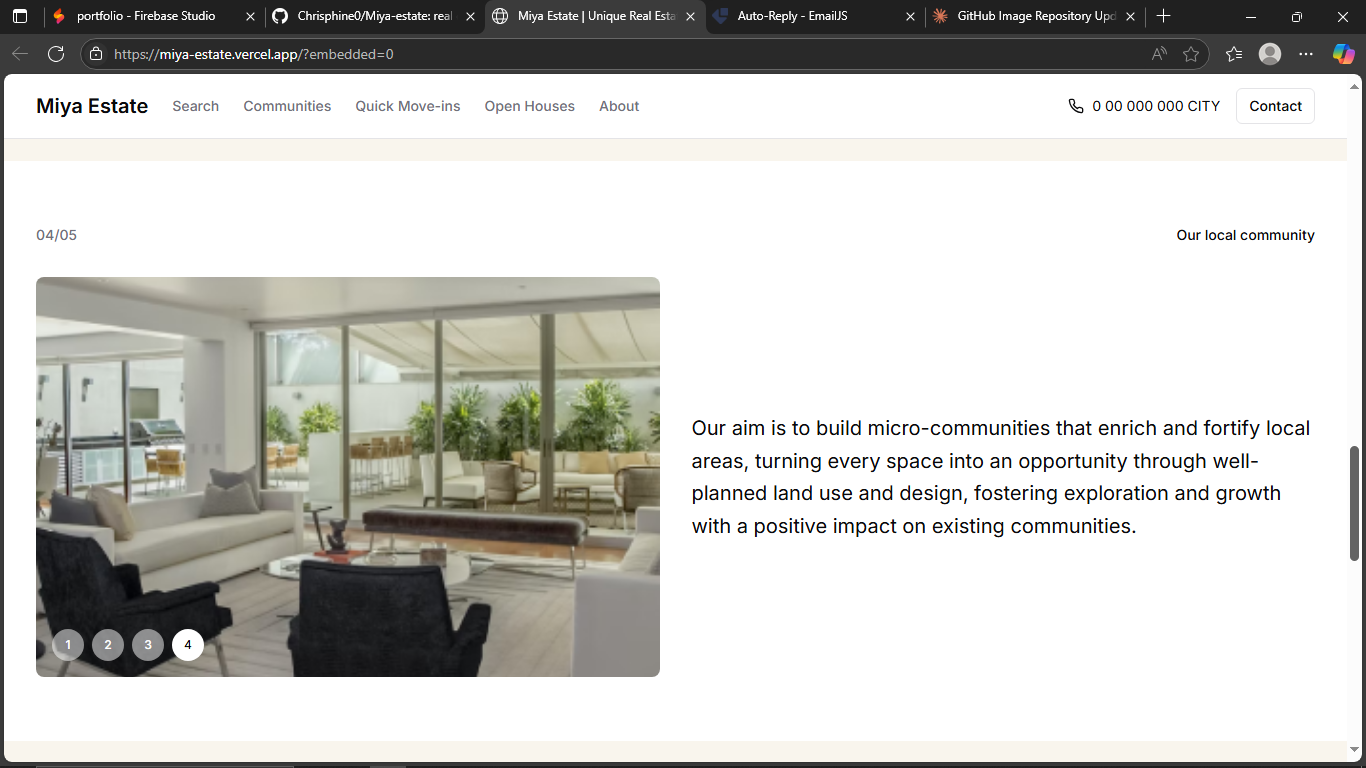 portfolio - Firebase Studio
Chrisphine0/Miya-estate: real
Miya Estate | Unique Real Esta
Auto-Reply - EmailJS
GitHub Image Repository Upd
https://miya-estate.vercel.app/?embedded=0
Miya Estate
Search
Communities
Quick Move-ins
Open Houses
About
0 00 000 000 CITY
Contact
04/05
Our local community
Our aim is to build micro-communities that enrich and fortify local
areas, turning every space into an opportunity through well-
planned land use and design, fostering exploration and growth
with a positive impact on existing communities.
1 2 3 4